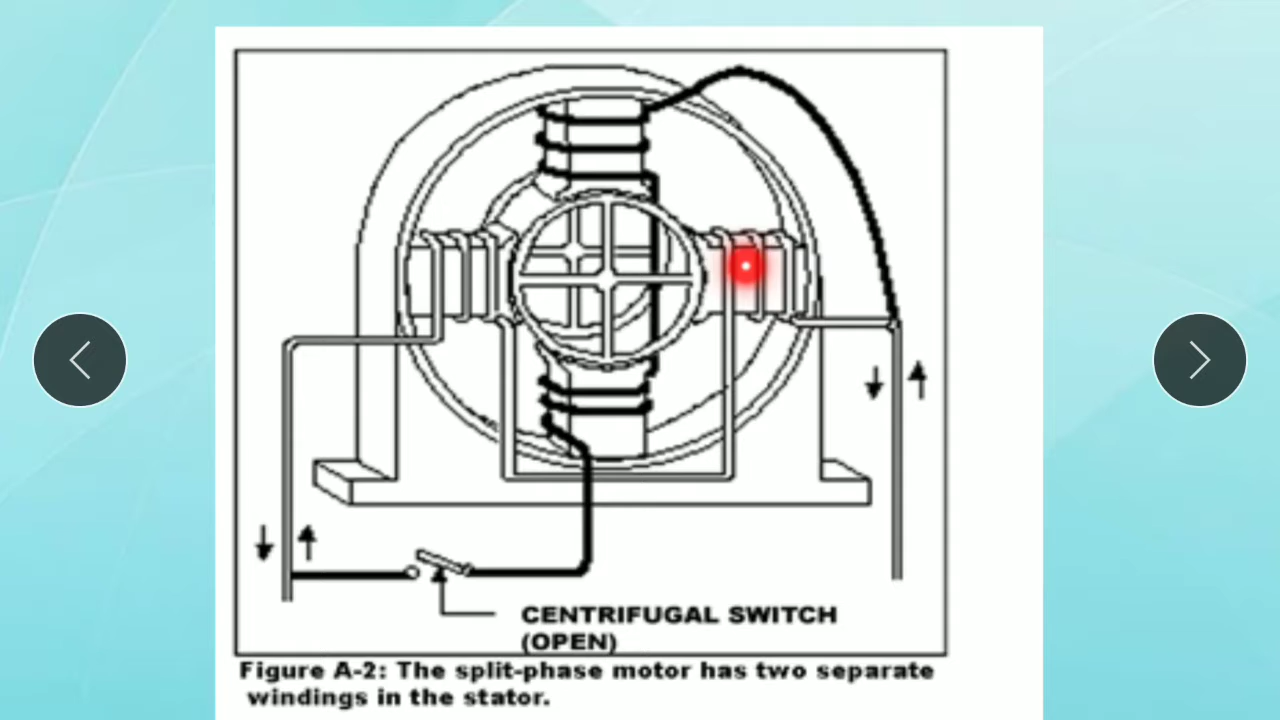 CENTRIFUGAL SWITCH
(OPEN)
Figure A-2: The split-phase motor has two separate
windings in the stator.